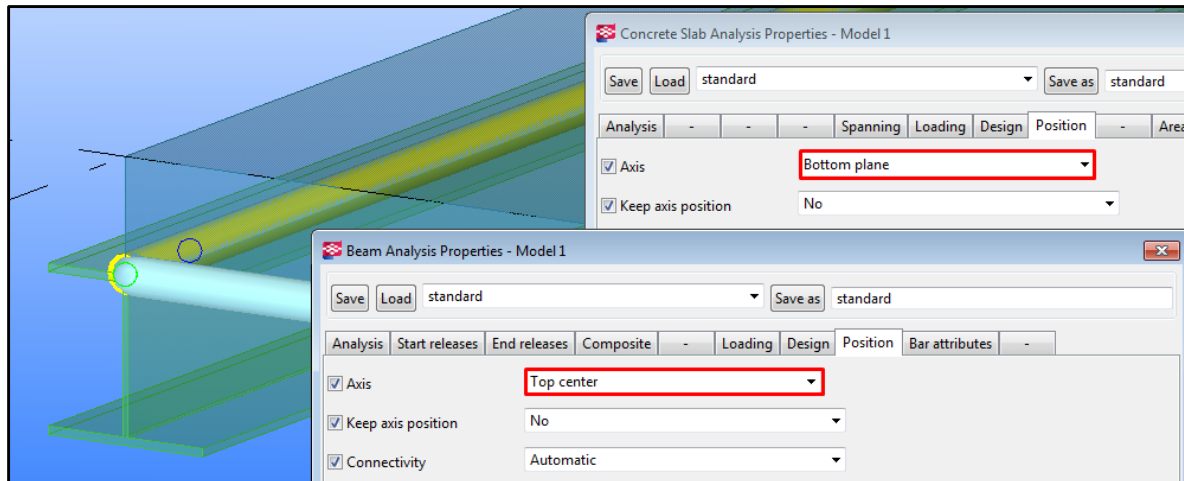 Concrete Slab Analysis Properties - Model 1
Save Load standard Save as standard
Analysis - - - Spanning Loading Design Position - Area
Axis Bottom plane
Keep axis position No
Beam Analysis Properties - Model 1
Save Load standard Save as standard
Analysis Start releases End releases Composite - Loading Design Position Bar attributes -
Axis Top center
Keep axis position No
Connectivity Automatic